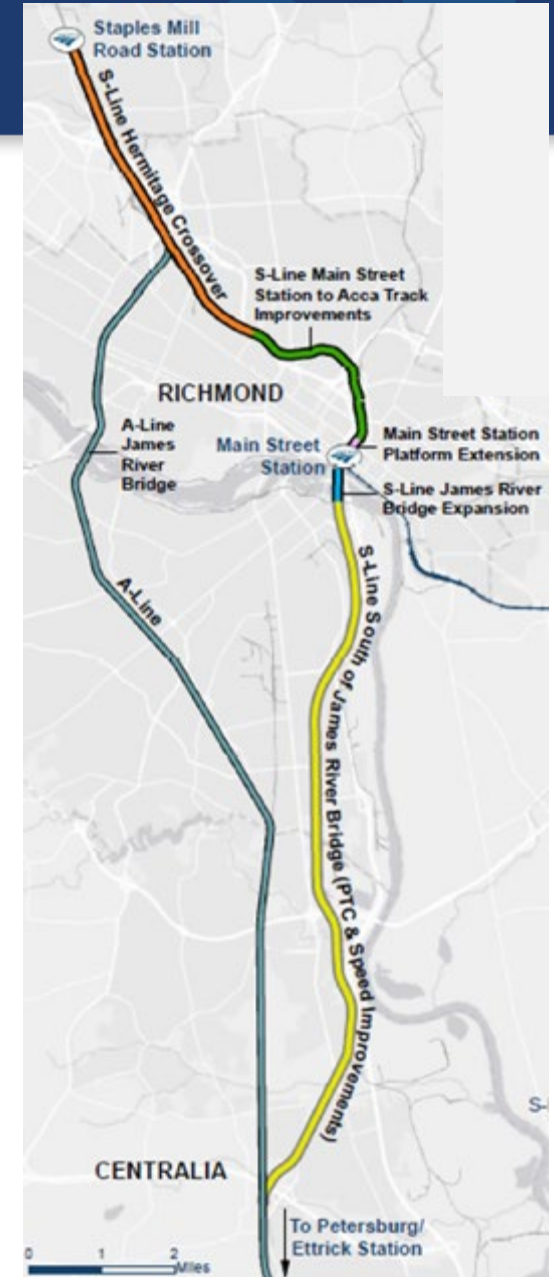 Staples Mill
Road Station
S-Line Hermitage Crossover
S-Line Main Street
Station to Acca Track
Improvements
RICHMOND
A-Line
James
River
Bridge
Main Street
Station
Main Street Station
Platform Extension
S-Line James River
Bridge Expansion
A-Line
S-Line South of James River Bridge (PTC & Speed Improvements)
S-
CENTRALIA
To Petersburg/
Ettrick Station
0 1 2
Miles